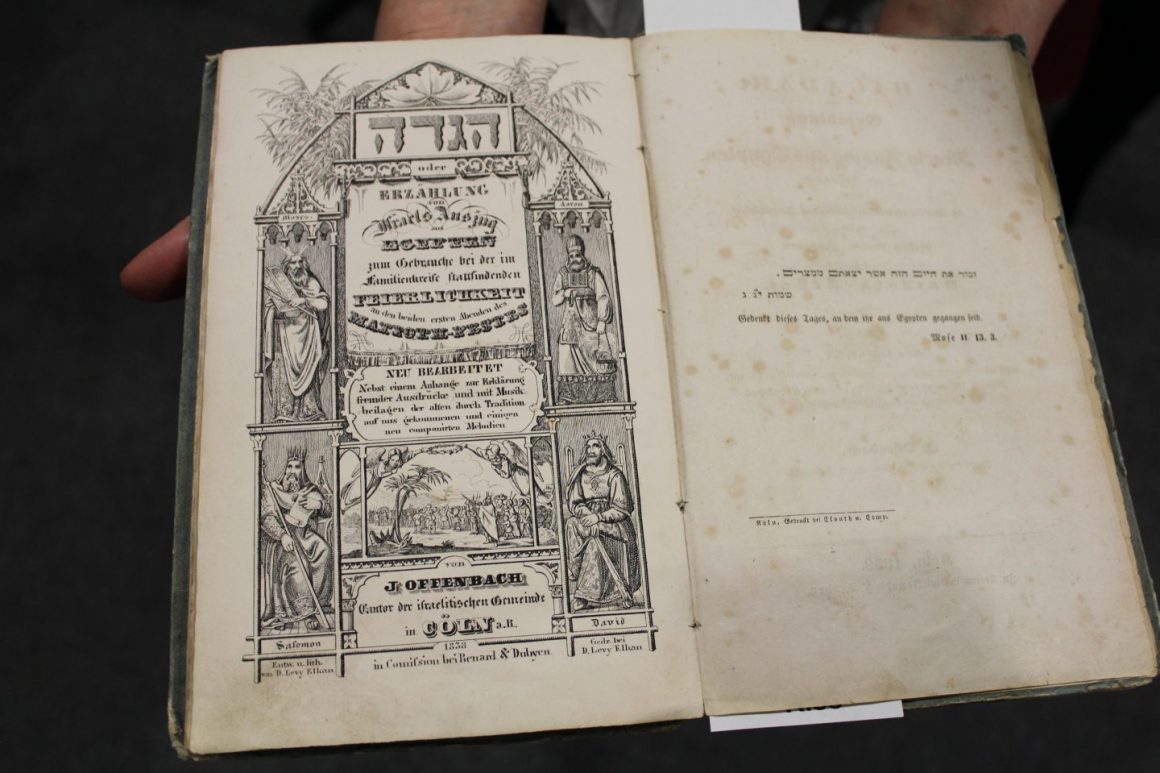 הגדה
oder
ERZÄHLUNG
von
Israels Auszug
aus
EGYPTEN
zum Gebrauche bei der im
Familienkreise stattfindenden
FEIERLICHKEIT
an den beiden ersten Abenden des
MATTOTH-FESTES
NEU BEARBEITET
Nebst einem Anhange zur Erklärung
fremder Ausdrücke und mit Musik-
beilagen der alten durch Tradition
auf uns gekommenen und einigen
neu componirten Melodien
Moses.
Aaron
Salomon
David
von
J. OFFENBACH
Cantor der israelitischen Gemeinde
in CÖLN a.R.
1838
in Comission bei Renard & Dubyen
Entw. u. lith.
von D. Levy Elkan
Gedr. bei
D. Levy Elkan
זכור את היום הזה אשר יצאתם ממצרים.
שמות י"ג ג
Gedenkt dieses Tages, an dem ihr aus Egypten gegangen seid.
Mose II. 13. 3.
Köln, Gedruckt bei Clouth u. Comp.